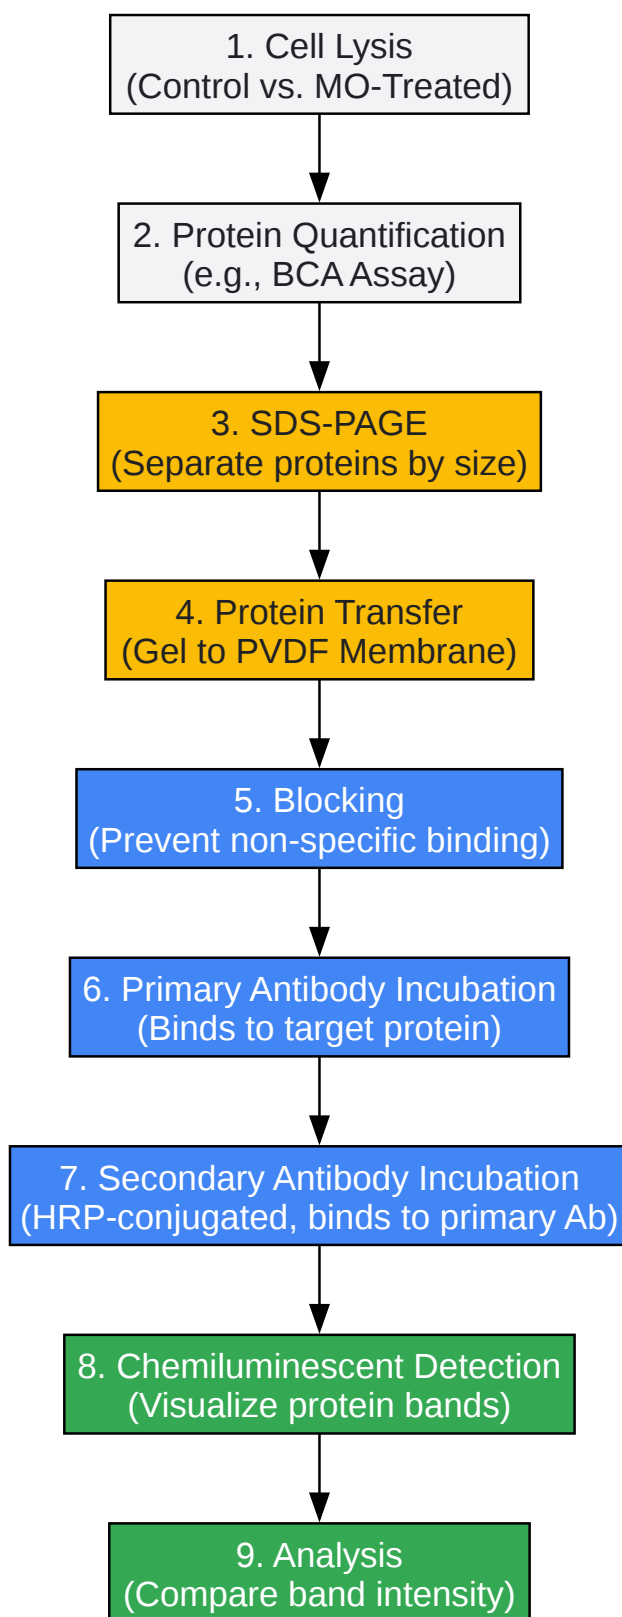 1. Cell Lysis
(Control vs. MO-Treated)
2. Protein Quantification
(e.g., BCA Assay)
3. SDS-PAGE
(Separate proteins by size)
4. Protein Transfer
(Gel to PVDF Membrane)
5. Blocking
(Prevent non-specific binding)
6. Primary Antibody Incubation
(Binds to target protein)
7. Secondary Antibody Incubation
(HRP-conjugated, binds to primary Ab)
8. Chemiluminescent Detection
(Visualize protein bands)
9. Analysis
(Compare band intensity)